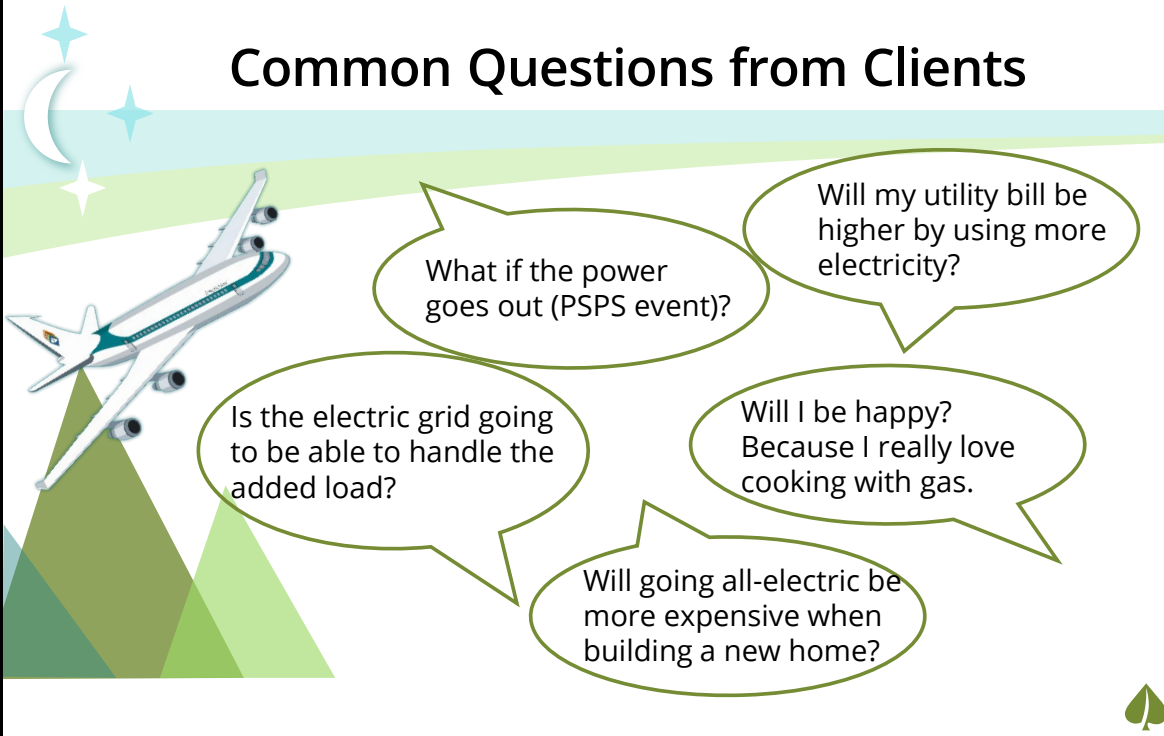 Common Questions from Clients
Will my utility bill be
higher by using more
electricity?
What if the power
goes out (PSPS event)?
Is the electric grid going
to be able to handle the
added load?
Will I be happy?
Because I really love
cooking with gas.
Will going all-electric be
more expensive when
building a new home?